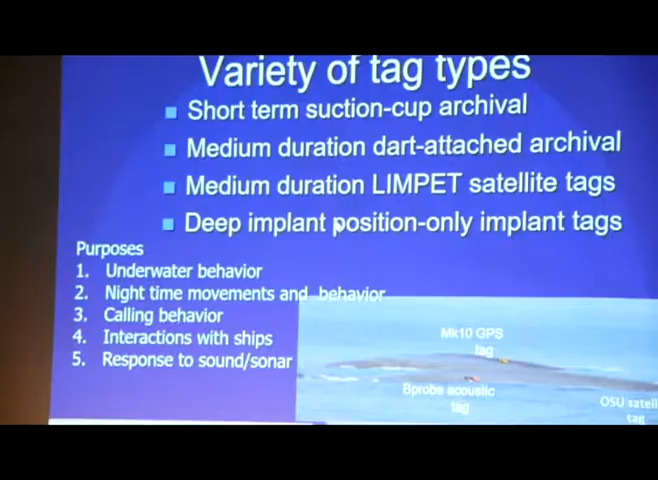 Variety of tag types
Short term suction-cup archival
Medium duration dart-attached archival
Medium duration LIMPET satellite tags
Deep implant position-only implant tags
Purposes
1. Underwater behavior
2. Night time movements and behavior
3. Calling behavior
4. Interactions with ships
5. Response to sound/sonar
Mk10 GPS
tag
Bprobe acoustic
tag
OSU satell
tag